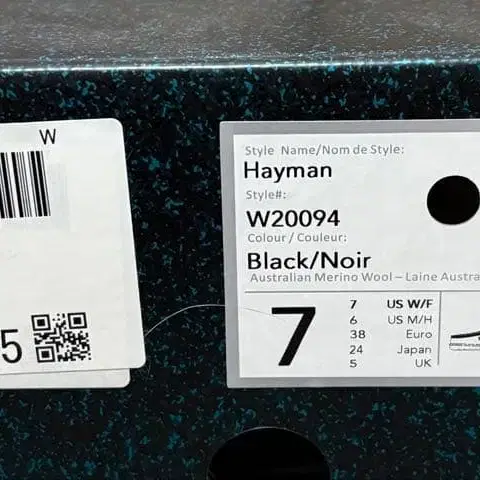 W
5
Style Name/Nom de Style:
Hayman
Style#:
W20094
Colour / Couleur:
Black/Noir
Australian Merino Wool – Laine Austra
7
7 US W/F
6 US M/H
38 Euro
24 Japan
5 UK